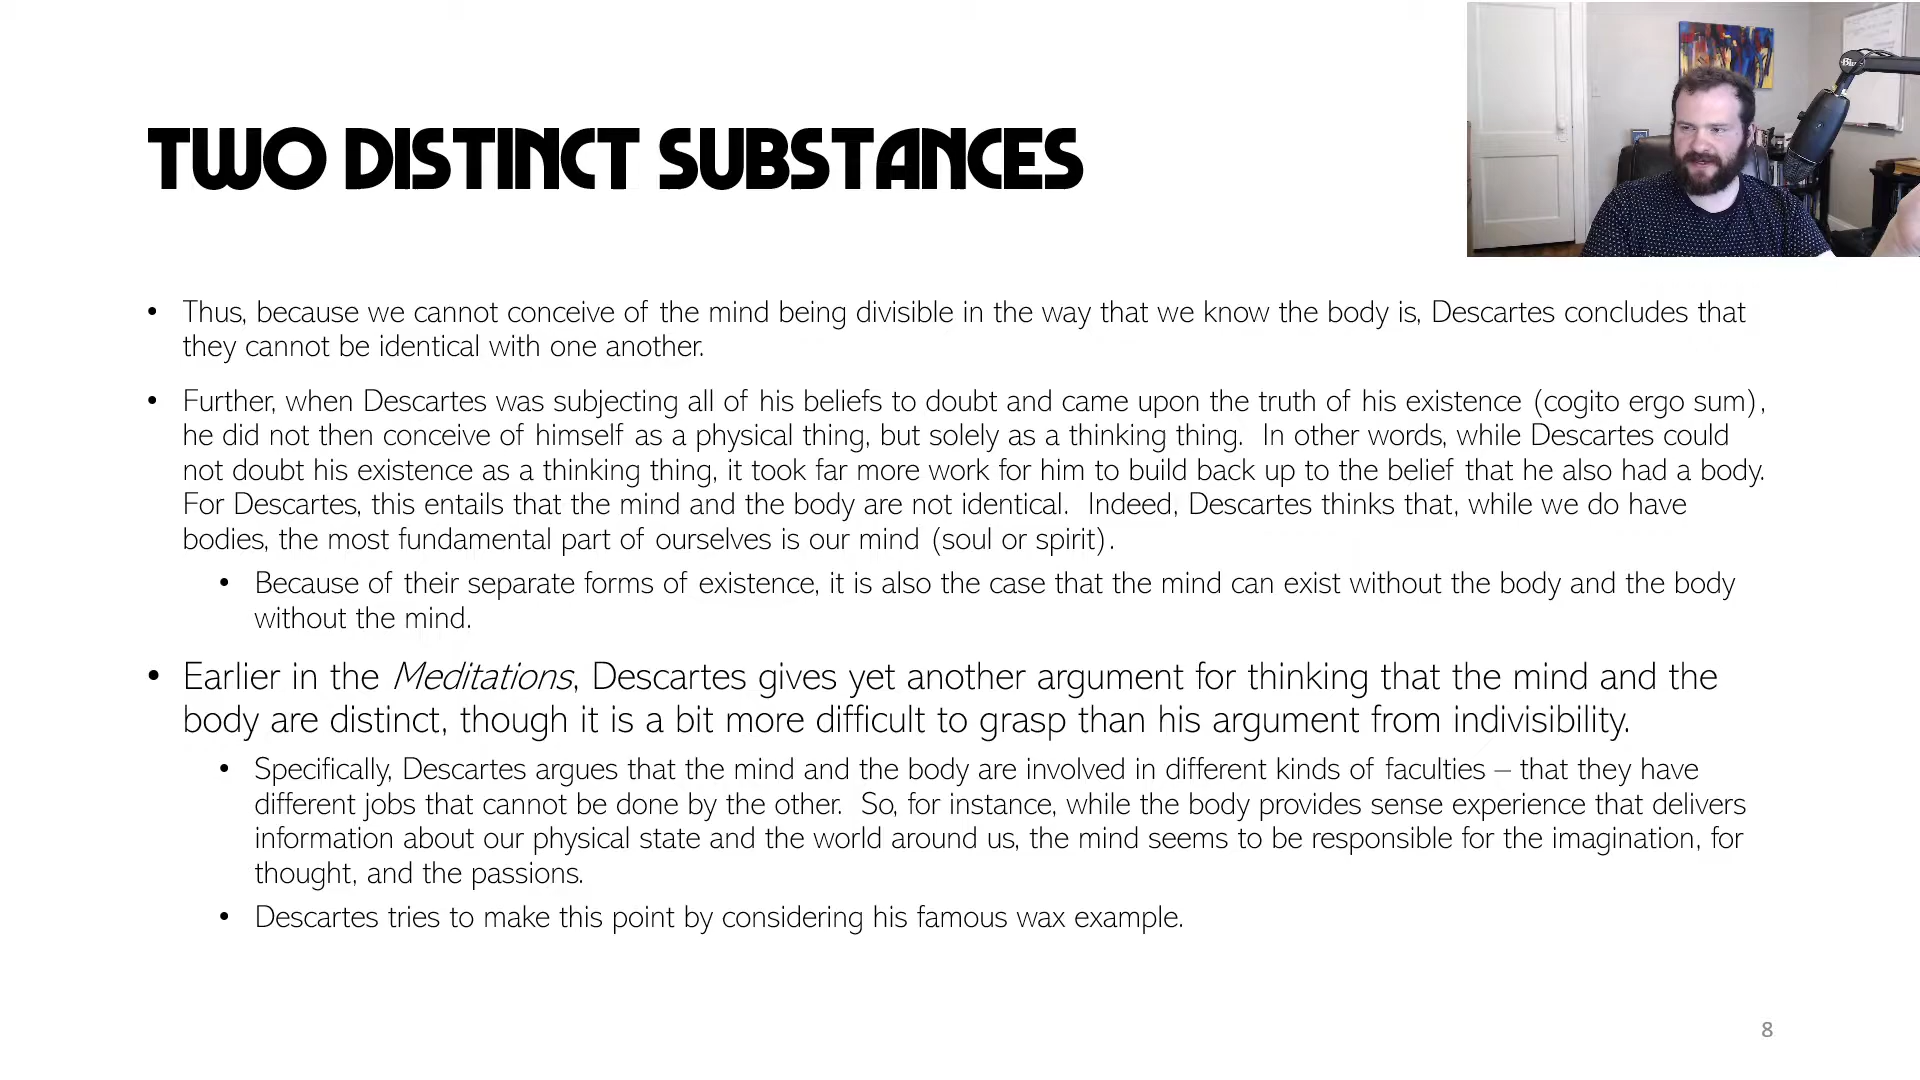 TWO DISTINCT SUBSTANCES
• Thus, because we cannot conceive of the mind being divisible in the way that we know the body is, Descartes concludes that
they cannot be identical with one another.
• Further, when Descartes was subjecting all of his beliefs to doubt and came upon the truth of his existence (cogito ergo sum),
he did not then conceive of himself as a physical thing, but solely as a thinking thing. In other words, while Descartes could
not doubt his existence as a thinking thing, it took far more work for him to build back up to the belief that he also had a body.
For Descartes, this entails that the mind and the body are not identical. Indeed, Descartes thinks that, while we do have
bodies, the most fundamental part of ourselves is our mind (soul or spirit).
• Because of their separate forms of existence, it is also the case that the mind can exist without the body and the body
without the mind.
• Earlier in the Meditations, Descartes gives yet another argument for thinking that the mind and the
body are distinct, though it is a bit more difficult to grasp than his argument from indivisibility.
• Specifically, Descartes argues that the mind and the body are involved in different kinds of faculties – that they have
different jobs that cannot be done by the other. So, for instance, while the body provides sense experience that delivers
information about our physical state and the world around us, the mind seems to be responsible for the imagination, for
thought, and the passions.
• Descartes tries to make this point by considering his famous wax example.
8